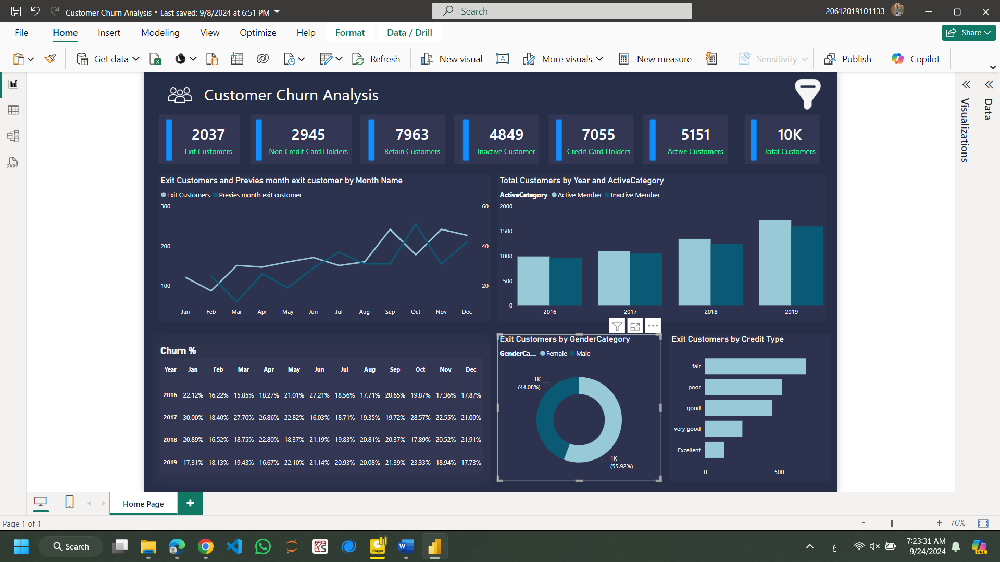 Customer Churn Analysis • Last saved: 9/8/2024 at 6:51 PM
Search
20612019101133
File Home Insert Modeling View Optimize Help Format Data / Drill
Share
Get data
Refresh
New visual
A
More visuals
New measure
Sensitivity
Publish
Copilot
DAX
Visualizations
Data
Customer Churn Analysis
2037
Exit Customers
2945
Non Credit Card Holders
7963
Retain Customers
4849
Inactive Customer
7055
Credit Card Holders
5151
Active Customers
10K
Total Customers
Exit Customers and Previes month exit customer by Month Name
Exit Customers Previes month exit customer
300 60
200 40
100 20
Jan Feb Mar Apr May Jun Jul Aug Sep Oct Nov Dec
Total Customers by Year and ActiveCategory
ActiveCategory Active Member Inactive Member
2000
1500
1000
500
0
2016 2017 2018 2019
Churn %
Year Jan Feb Mar Apr May Jun Jul Aug Sep Oct Nov Dec
2016 22.12% 16.22% 15.85% 18.27% 21.01% 27.21% 18.56% 17.71% 20.65% 19.87% 17.36% 17.87%
2017 30.00% 18.40% 27.70% 26.86% 22.82% 16.03% 18.71% 19.35% 19.72% 28.57% 22.55% 21.00%
2018 20.89% 16.52% 18.75% 22.80% 18.37% 21.19% 19.83% 20.81% 20.37% 17.89% 20.52% 21.91%
2019 17.31% 18.13% 19.43% 16.67% 22.10% 21.14% 20.93% 20.08% 21.39% 23.33% 18.94% 17.73%
Exit Customers by GenderCategory
GenderCa... Female Male
1K
(44.08%)
1K
(55.92%)
Exit Customers by Credit Type
fair
poor
good
very good
Excellent
0 500
Home Page
Page 1 of 1
- + 76%
Search
Player
W
ع
7:23:31 AM
9/24/2024
PRE